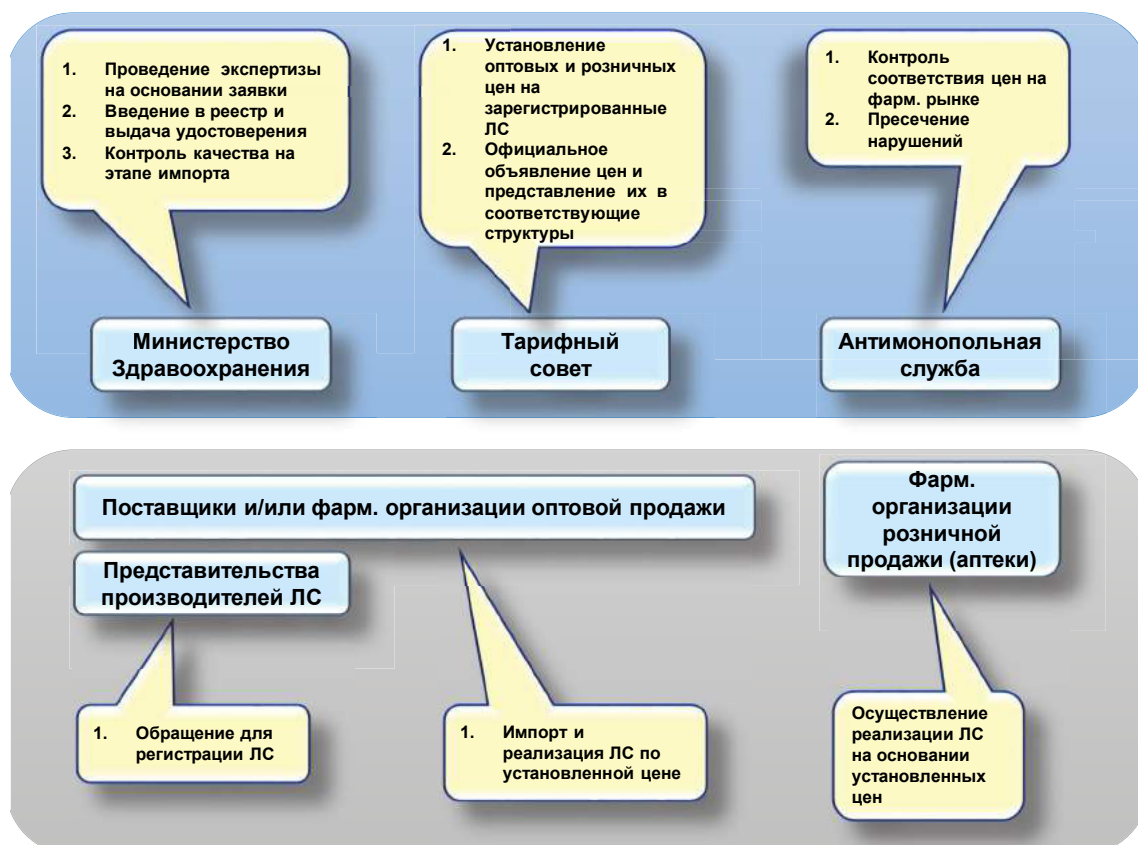 1. Проведение экспертизы
на основании заявки
2. Введение в реестр и
выдача удостоверения
3. Контроль качества на
этапе импорта
1. Установление
оптовых и розничных
цен на
зарегистрированные
ЛС
2. Официальное
объявление цен и
представление их в
соответствующие
структуры
1. Контроль
соответствия цен на
фарм. рынке
2. Пресечение
нарушений
Министерство
Здравоохранения
Тарифный
совет
Антимонопольная
служба
Поставщики и/или фарм. организации оптовой продажи
Представительства
производителей ЛС
Фарм.
организации
розничной
продажи (аптеки)
1. Обращение для
регистрации ЛС
1. Импорт и
реализация ЛС по
установленной цене
Осуществление
реализации ЛС
на основании
установленных
цен